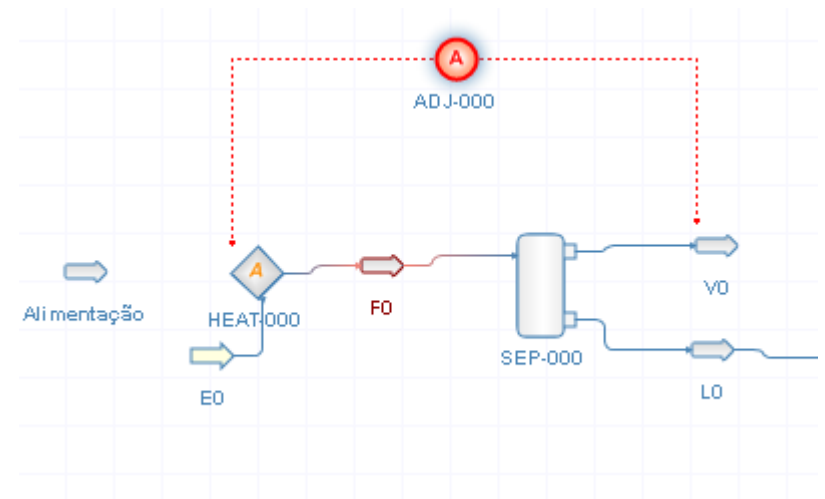 A
ADJ-000
A
Alimentação
HEAT-000
F0
E0
SEP-000
V0
L0